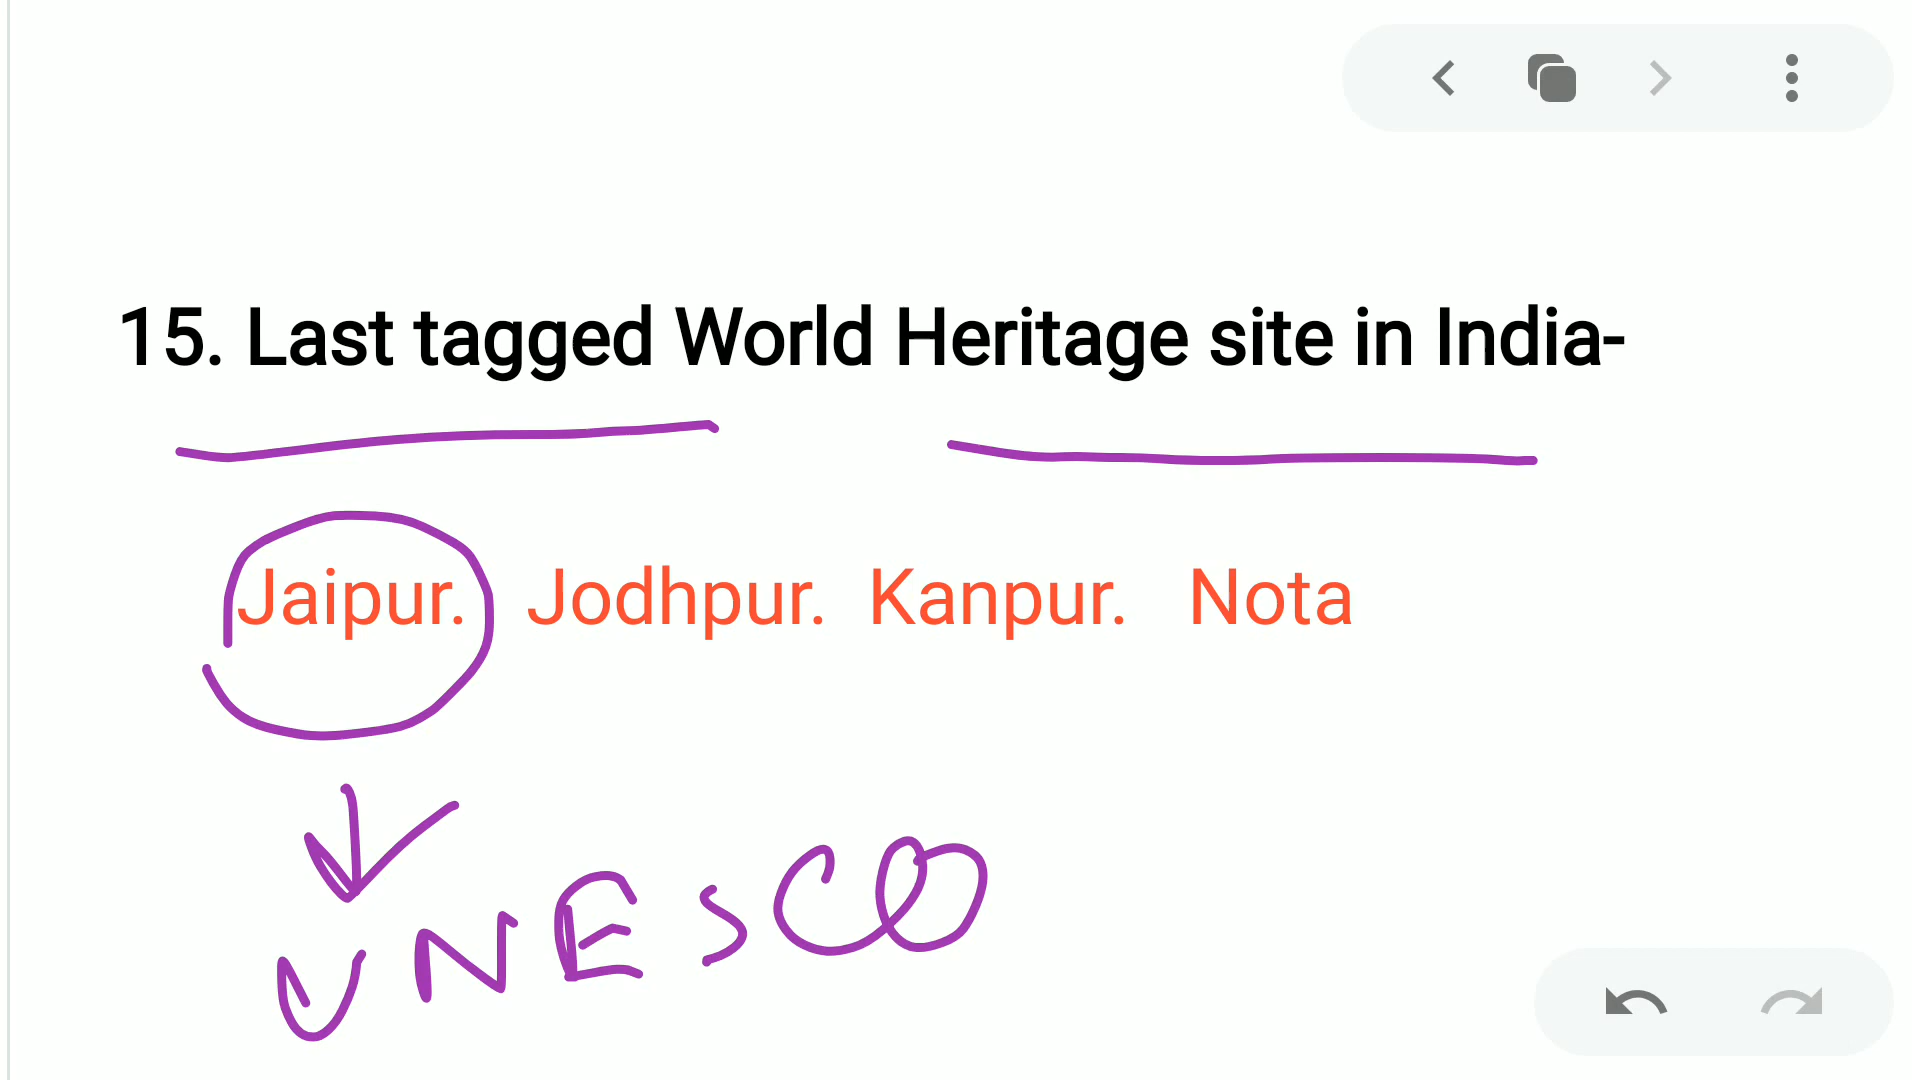 15. Last tagged World Heritage site in India-
Jaipur. Jodhpur. Kanpur. Nota
UNESCO